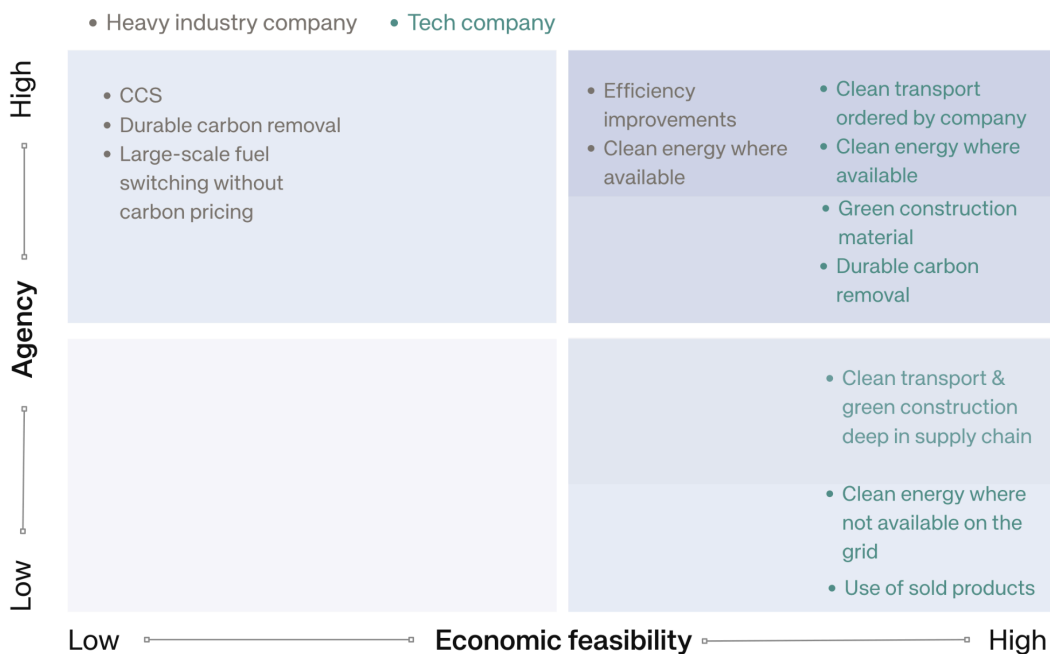 • Heavy industry company • Tech company
High
Agency
Low
• CCS
• Durable carbon removal
• Large-scale fuel
switching without
carbon pricing
• Efficiency
improvements
• Clean energy where
available
• Clean transport
ordered by company
• Clean energy where
available
• Green construction
material
• Durable carbon
removal
• Clean transport &
green construction
deep in supply chain
• Clean energy where
not available on the
grid
• Use of sold products
Low Economic feasibility High